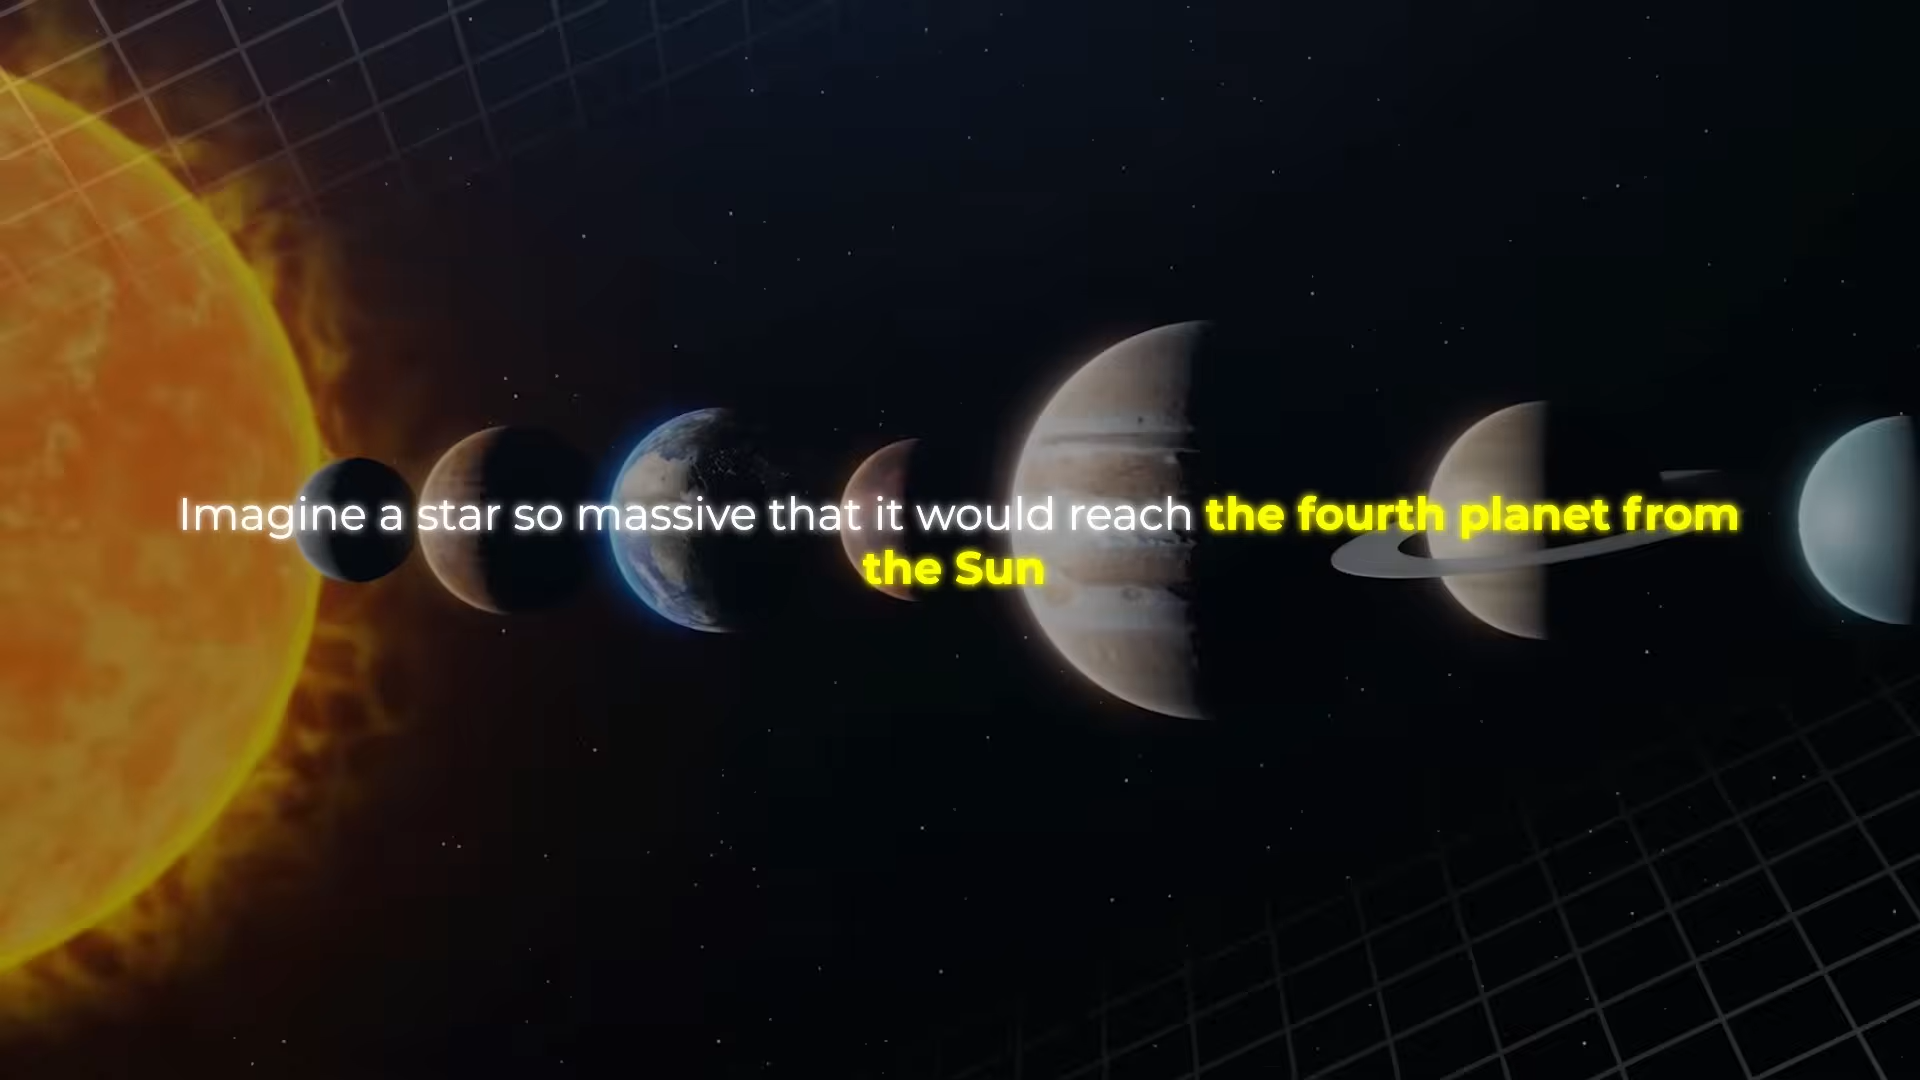 Imagine a star so massive that it would reach the fourth planet from
the Sun